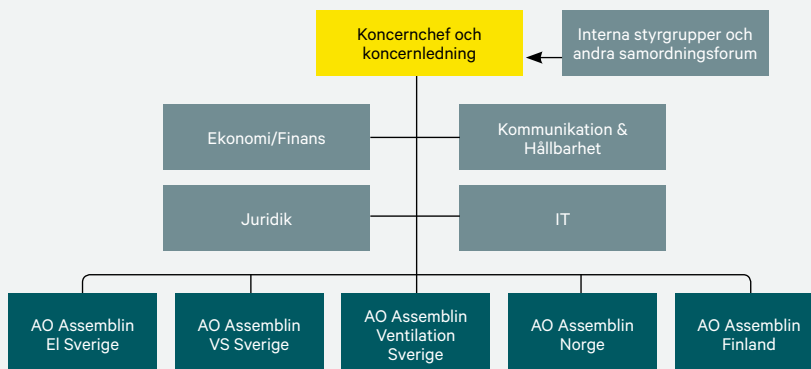 Koncernchef och
koncernledning
Interna styrgrupper och
andra samordningsforum
Ekonomi/Finans
Kommunikation &
Hållbarhet
Juridik
IT
AO Assemblin
El Sverige
AO Assemblin
VS Sverige
AO Assemblin
Ventilation
Sverige
AO Assemblin
Norge
AO Assemblin
Finland